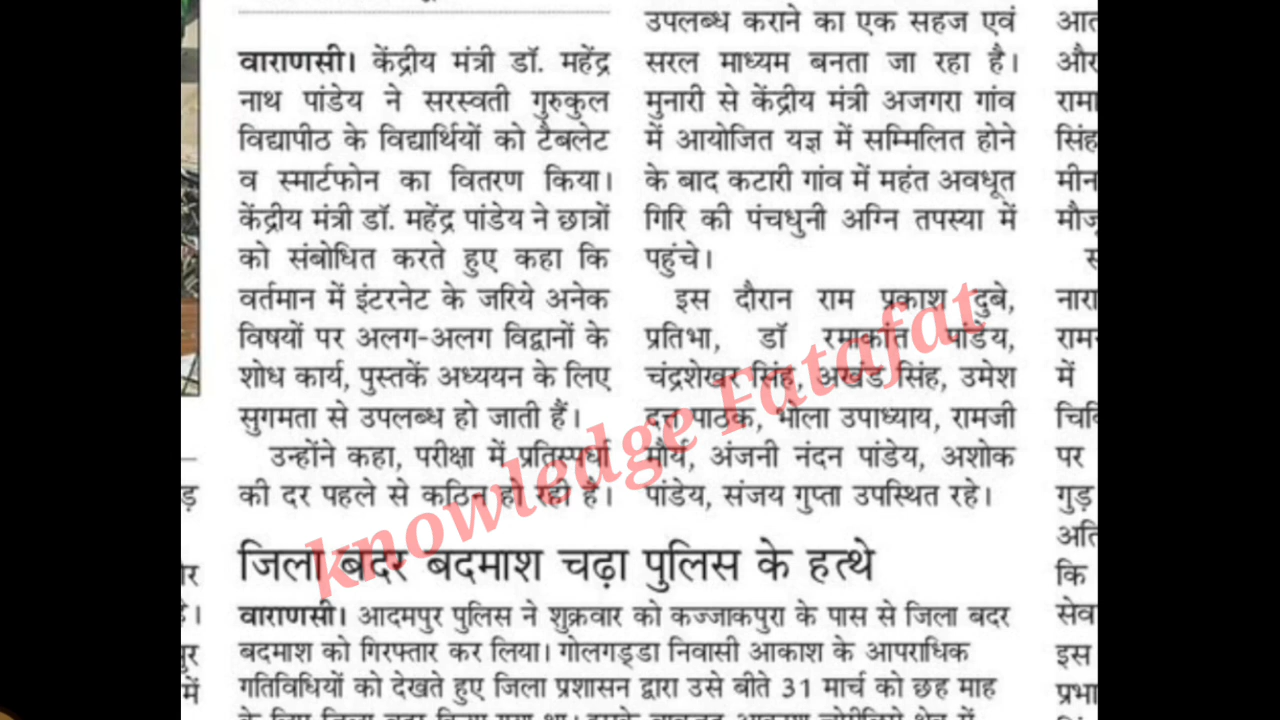 वाराणसी। केंद्रीय मंत्री डॉ. महेंद्र
नाथ पांडेय ने सरस्वती गुरुकुल
विद्यापीठ के विद्यार्थियों को टैबलेट
व स्मार्टफोन का वितरण किया।
केंद्रीय मंत्री डॉ. महेंद्र पांडेय ने छात्रों
को संबोधित करते हुए कहा कि
वर्तमान में इंटरनेट के जरिये अनेक
विषयों पर अलग-अलग विद्वानों के
शोध कार्य, पुस्तकें अध्ययन के लिए
सुगमता से उपलब्ध हो जाती हैं।
उन्होंने कहा, परीक्षा में प्रतिस्पर्धा
की दर पहले से कठिन हो रही है।
उपलब्ध कराने का एक सहज एवं
सरल माध्यम बनता जा रहा है।
मुनारी से केंद्रीय मंत्री अजगरा गांव
में आयोजित यज्ञ में सम्मिलित होने
के बाद कटारी गांव में महंत अवधूत
गिरि की पंचधुनी अग्नि तपस्या में
पहुंचे।
इस दौरान राम प्रकाश दुबे,
प्रतिभा, डॉ रमाकांत पांडेय,
चंद्रशेखर सिंह, अखंड सिंह, उमेश
दत्त पाठक, भोला उपाध्याय, रामजी
मौर्य, अंजनी नंदन पांडेय, अशोक
पांडेय, संजय गुप्ता उपस्थित रहे।
knowledge Fatafat
जिला बदर बदमाश चढ़ा पुलिस के हत्थे
वाराणसी। आदमपुर पुलिस ने शुक्रवार को कज्जाकपुरा के पास से जिला बदर
बदमाश को गिरफ्तार कर लिया। गोलगड्डा निवासी आकाश के आपराधिक
गतिविधियों को देखते हुए जिला प्रशासन द्वारा उसे बीते 31 मार्च को छह माह
में
पर
गुड़
कि
सेव
इस